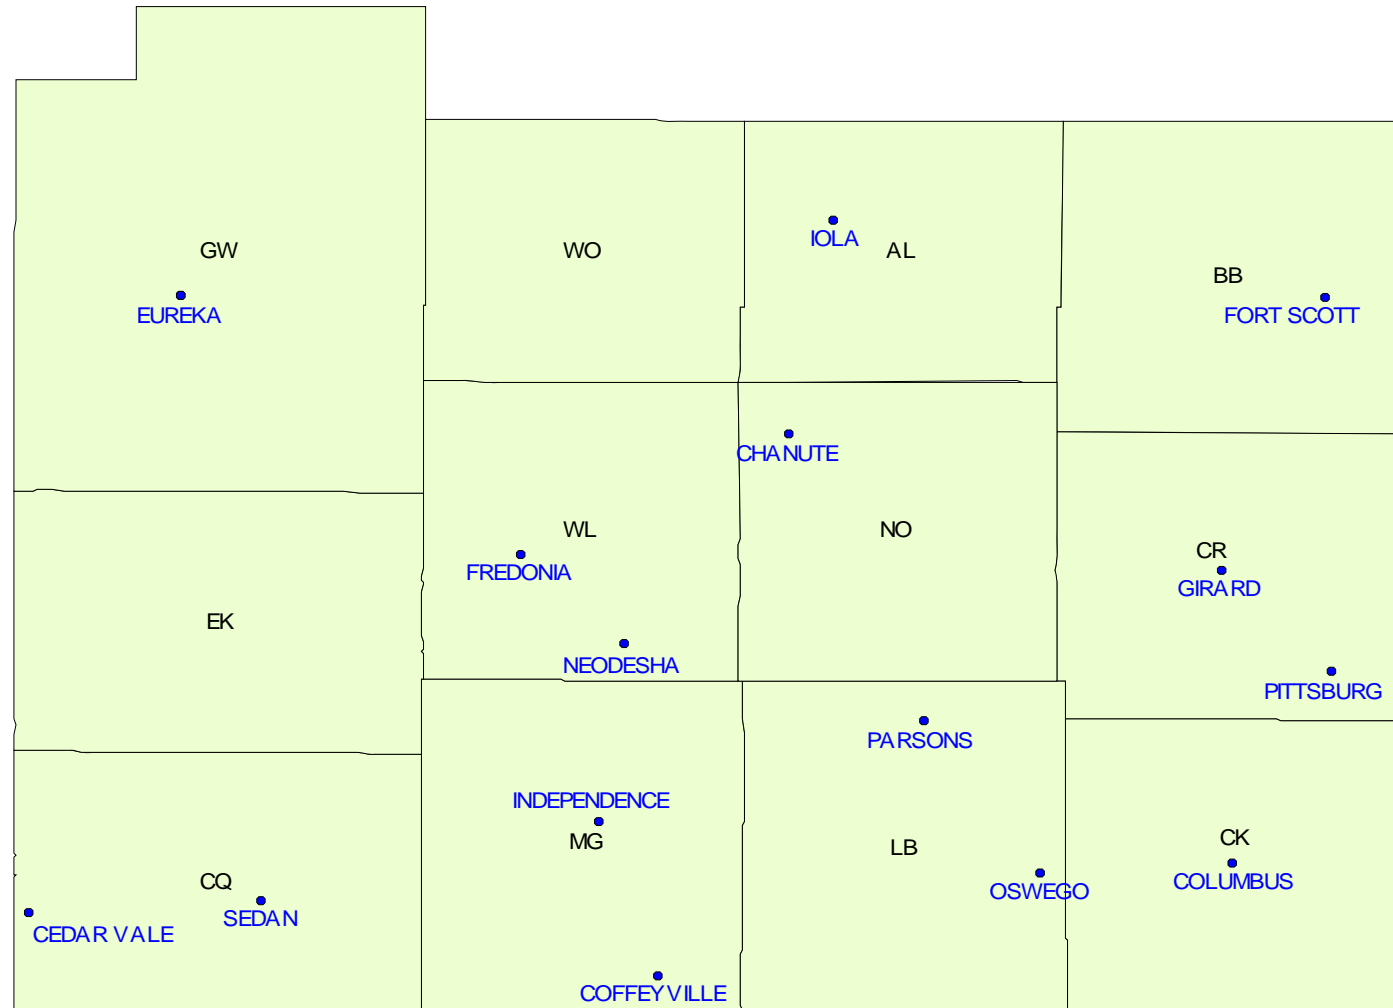 IOLA
GW
WO
AL
BB
EUREKA
FORT SCOTT
CHANUTE
WL
NO
CR
FREDONIA
GIRARD
EK
NEODESHA
PITTSBURG
PARSONS
INDEPENDENCE
MG
LB
CK
CQ
COLUMBUS
OSWEGO
SEDAN
CEDAR VALE
COFFEYVILLE